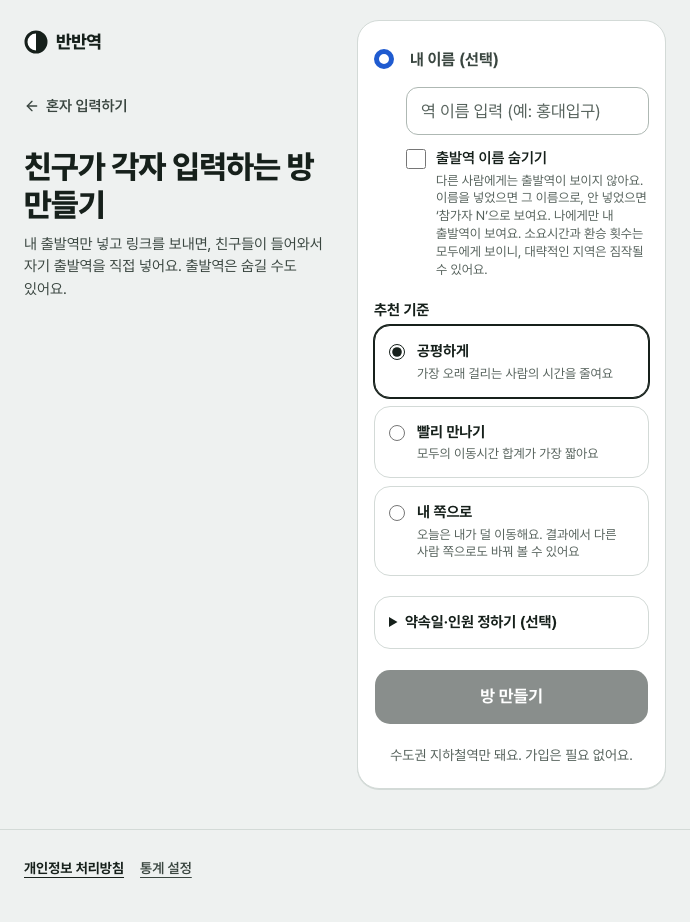 반반역
← 혼자 입력하기
친구가 각자 입력하는 방
만들기
내 출발역만 넣고 링크를 보내면, 친구들이 들어와서
자기 출발역을 직접 넣어요. 출발역은 숨길 수도
있어요.
내 이름 (선택)
역 이름 입력 (예: 홍대입구)
출발역 이름 숨기기
다른 사람에게는 출발역이 보이지 않아요.
이름을 넣었으면 그 이름으로, 안 넣었으면
‘참가자 N’으로 보여요. 나에게만 내
출발역이 보여요. 소요시간과 환승 횟수는
모두에게 보이니, 대략적인 지역은 짐작될
수 있어요.
추천 기준
공평하게
가장 오래 걸리는 사람의 시간을 줄여요
빨리 만나기
모두의 이동시간 합계가 가장 짧아요
내 쪽으로
오늘은 내가 덜 이동해요. 결과에서 다른
사람 쪽으로도 바꿔 볼 수 있어요
▶ 약속일·인원 정하기 (선택)
방 만들기
수도권 지하철역만 돼요. 가입은 필요 없어요.
개인정보 처리방침 통계 설정